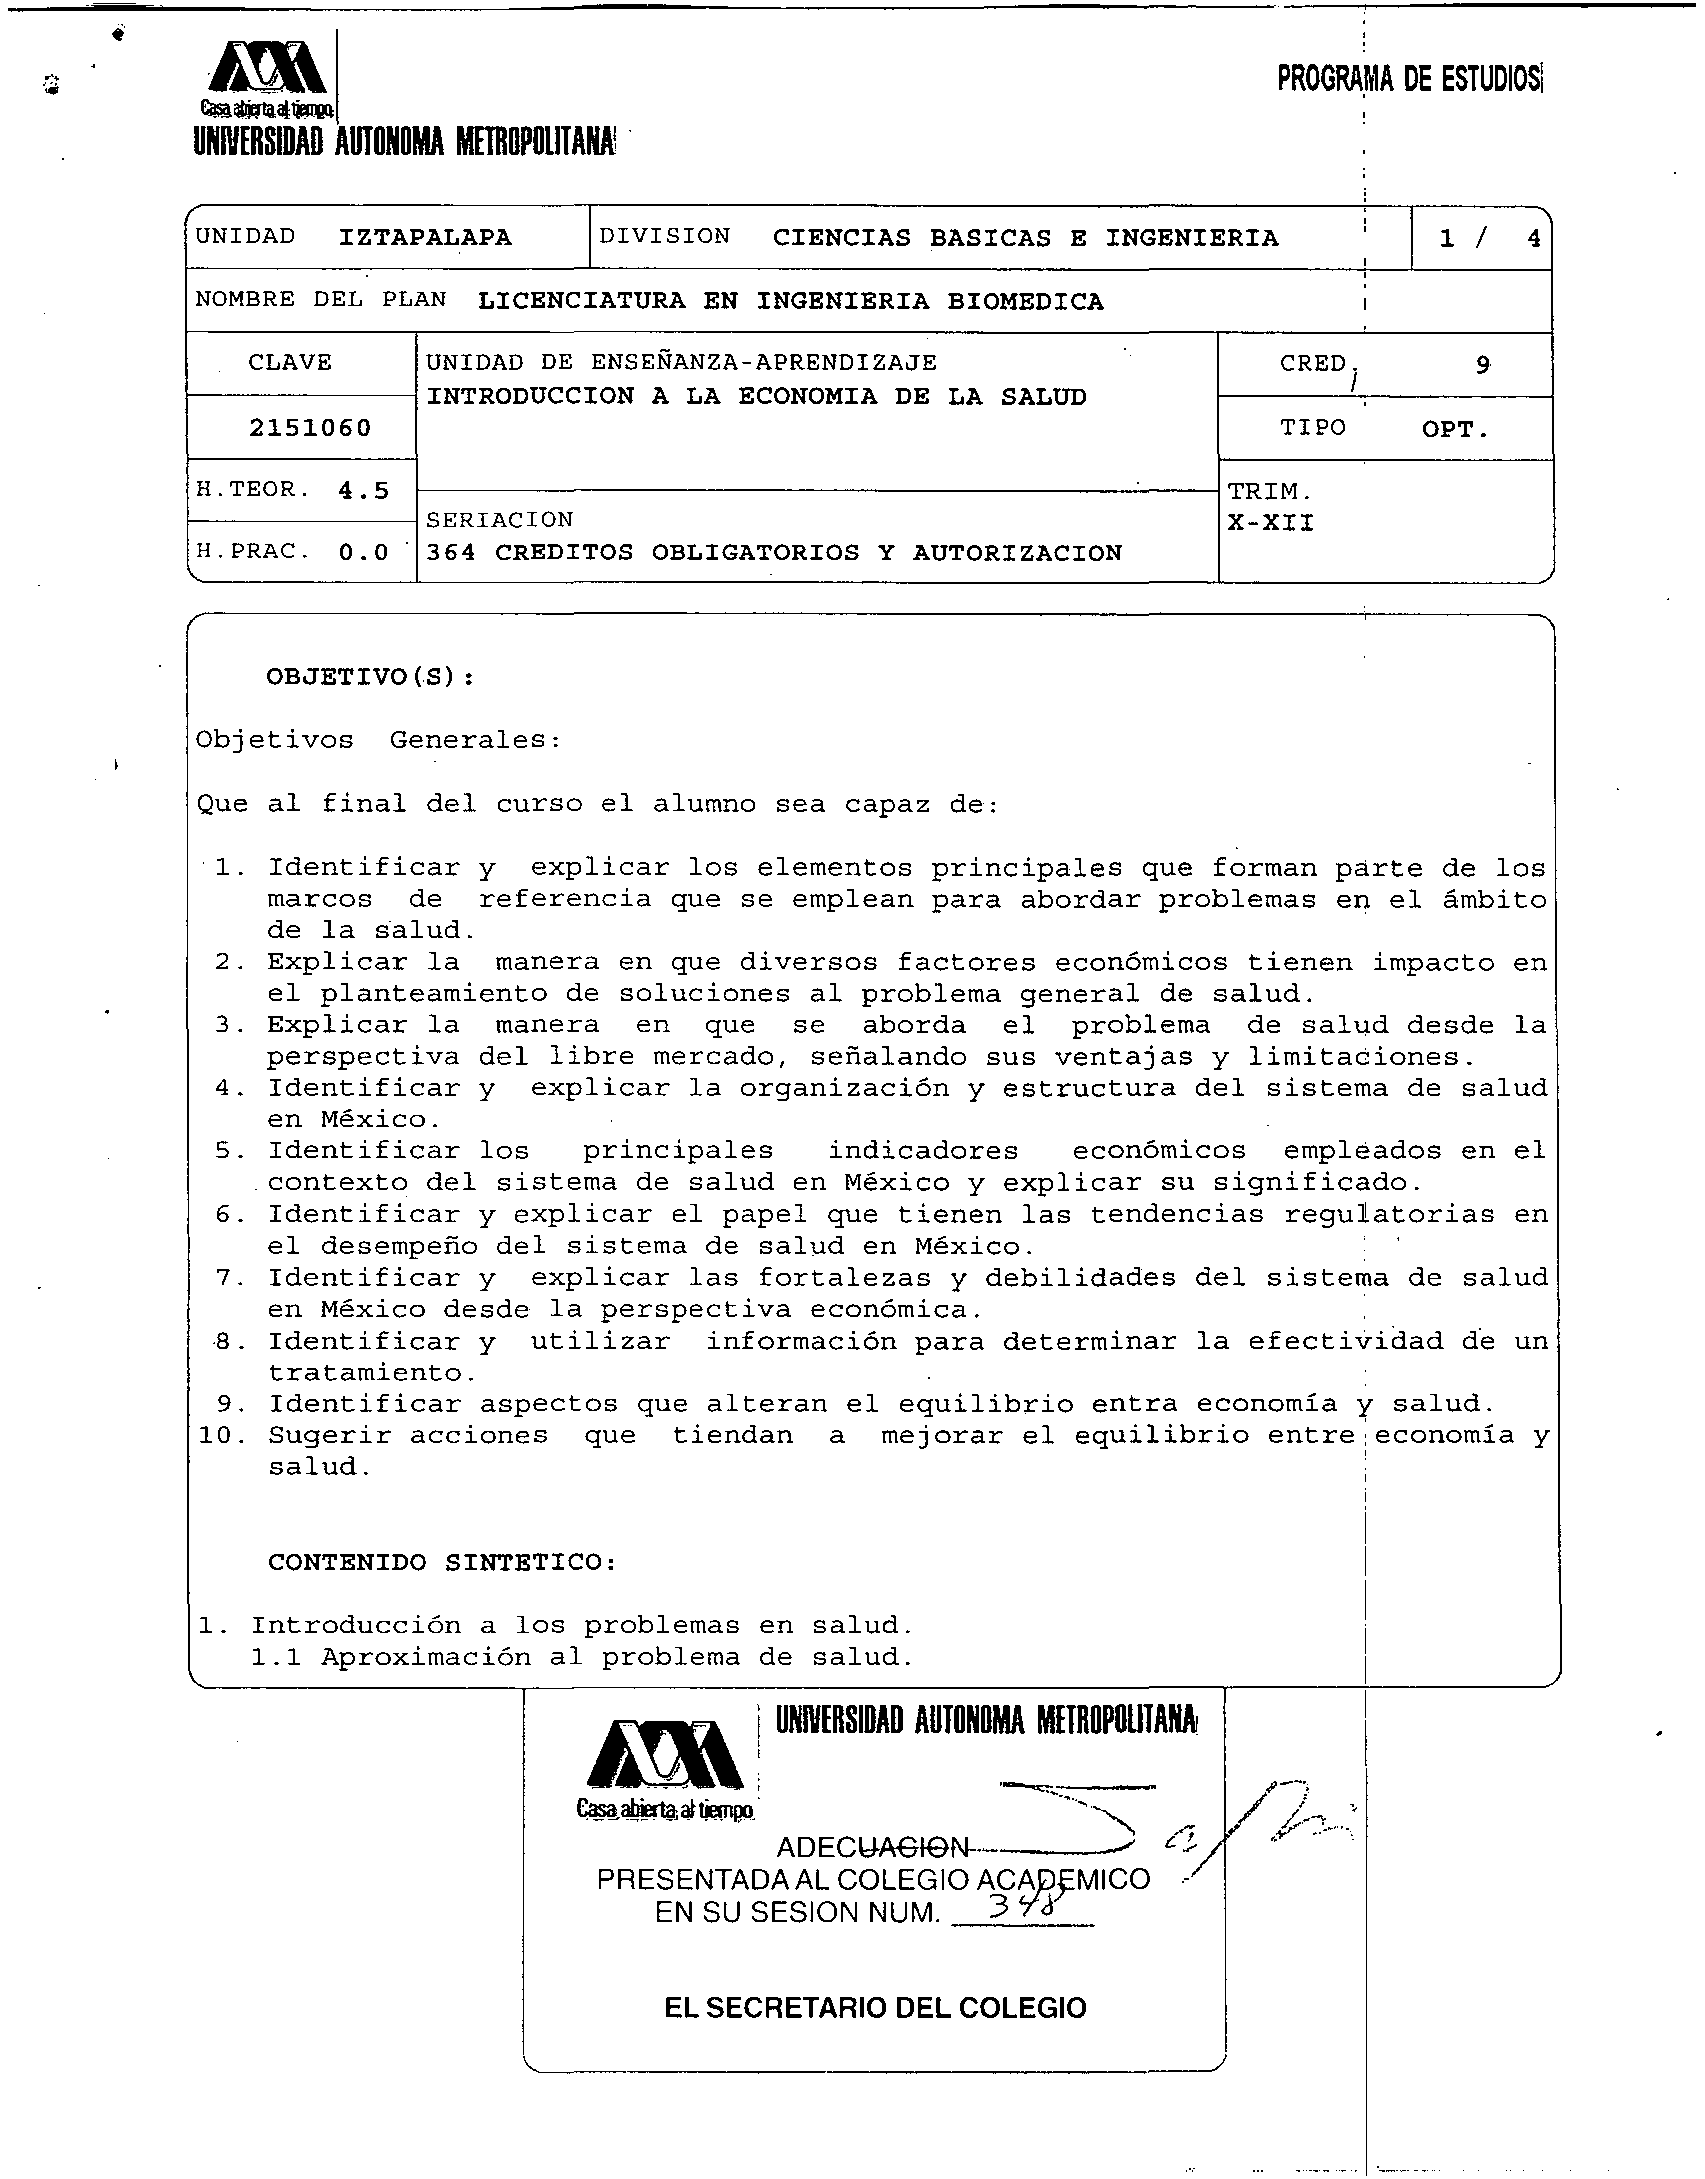 Casa abierta al tiempo
UNIVERSIDAD AUTONOMA METROPOLITANA
PROGRAMA DE ESTUDIOS
UNIDAD IZTAPALAPA DIVISION CIENCIAS BASICAS E INGENIERIA 1 / 4
NOMBRE DEL PLAN LICENCIATURA EN INGENIERIA BIOMEDICA
CLAVE
2151060
UNIDAD DE ENSEÑANZA-APRENDIZAJE
INTRODUCCION A LA ECONOMIA DE LA SALUD
CRED. 9
TIPO OPT.
H.TEOR. 4.5
H.PRAC. 0.0
SERIACION
364 CREDITOS OBLIGATORIOS Y AUTORIZACION
TRIM.
X-XII
OBJETIVO(S):
Objetivos Generales:
Que al final del curso el alumno sea capaz de:
1. Identificar y explicar los elementos principales que forman parte de los
marcos de referencia que se emplean para abordar problemas en el ámbito
de la salud.
2. Explicar la manera en que diversos factores económicos tienen impacto en
el planteamiento de soluciones al problema general de salud.
3. Explicar la manera en que se aborda el problema de salud desde la
perspectiva del libre mercado, señalando sus ventajas y limitaciones.
4. Identificar y explicar la organización y estructura del sistema de salud
en México.
5. Identificar los principales indicadores económicos empleados en el
contexto del sistema de salud en México y explicar su significado.
6. Identificar y explicar el papel que tienen las tendencias regulatorias en
el desempeño del sistema de salud en México.
7. Identificar y explicar las fortalezas y debilidades del sistema de salud
en México desde la perspectiva económica.
8. Identificar y utilizar información para determinar la efectividad de un
tratamiento.
9. Identificar aspectos que alteran el equilibrio entra economía y salud.
10. Sugerir acciones que tiendan a mejorar el equilibrio entre economía y
salud.
CONTENIDO SINTETICO:
1. Introducción a los problemas en salud.
1.1 Aproximación al problema de salud.
UNIVERSIDAD AUTONOMA METROPOLITANA
Casa abierta al tiempo
ADECUACION
PRESENTADA AL COLEGIO ACADEMICO
EN SU SESION NUM. 348
EL SECRETARIO DEL COLEGIO